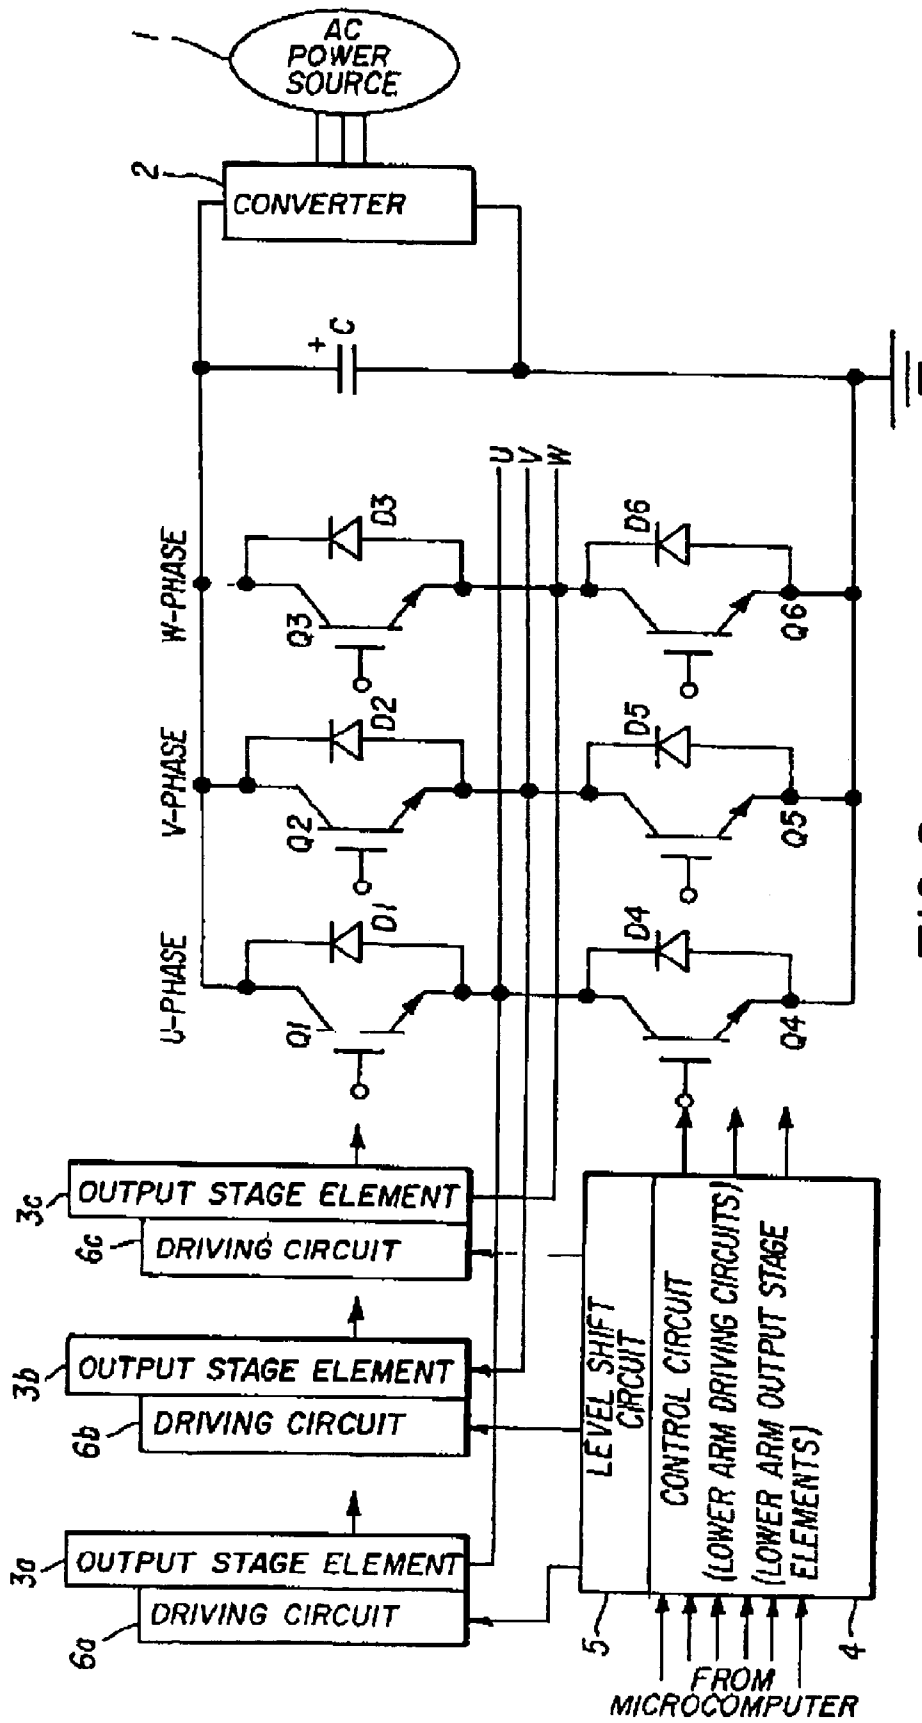 1
AC
POWER
SOURCE
2
CONVERTER
+
C
U
V
W
W-PHASE
D3
Q3
D6
Q6
V-PHASE
D2
Q2
D5
Q5
U-PHASE
D1
Q1
D4
Q4
3c
OUTPUT STAGE ELEMENT
6c
DRIVING CIRCUIT
3b
OUTPUT STAGE ELEMENT
6b
DRIVING CIRCUIT
3a
OUTPUT STAGE ELEMENT
6a
DRIVING CIRCUIT
LEVEL SHIFT
CIRCUIT
CONTROL CIRCUIT
(LOWER ARM DRIVING CIRCUITS)
(LOWER ARM OUTPUT STAGE
ELEMENTS)
5
4
FROM
MICROCOMPUTER